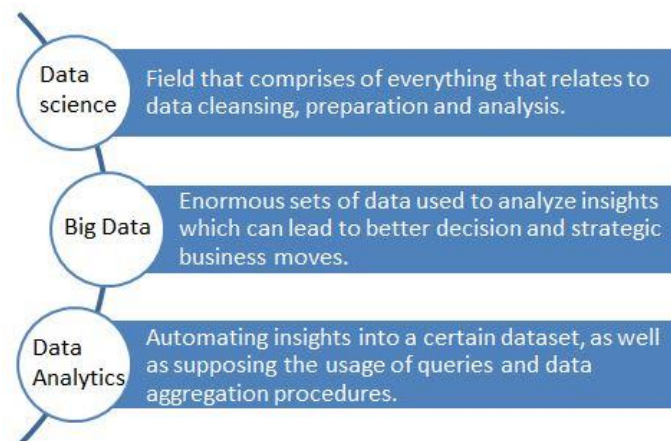 Data
science
Field that comprises of everything that relates to
data cleansing, preparation and analysis.
Big Data
Enormous sets of data used to analyze insights
which can lead to better decision and strategic
business moves.
Data
Analytics
Automating insights into a certain dataset, as well
as supposing the usage of queries and data
aggregation procedures.